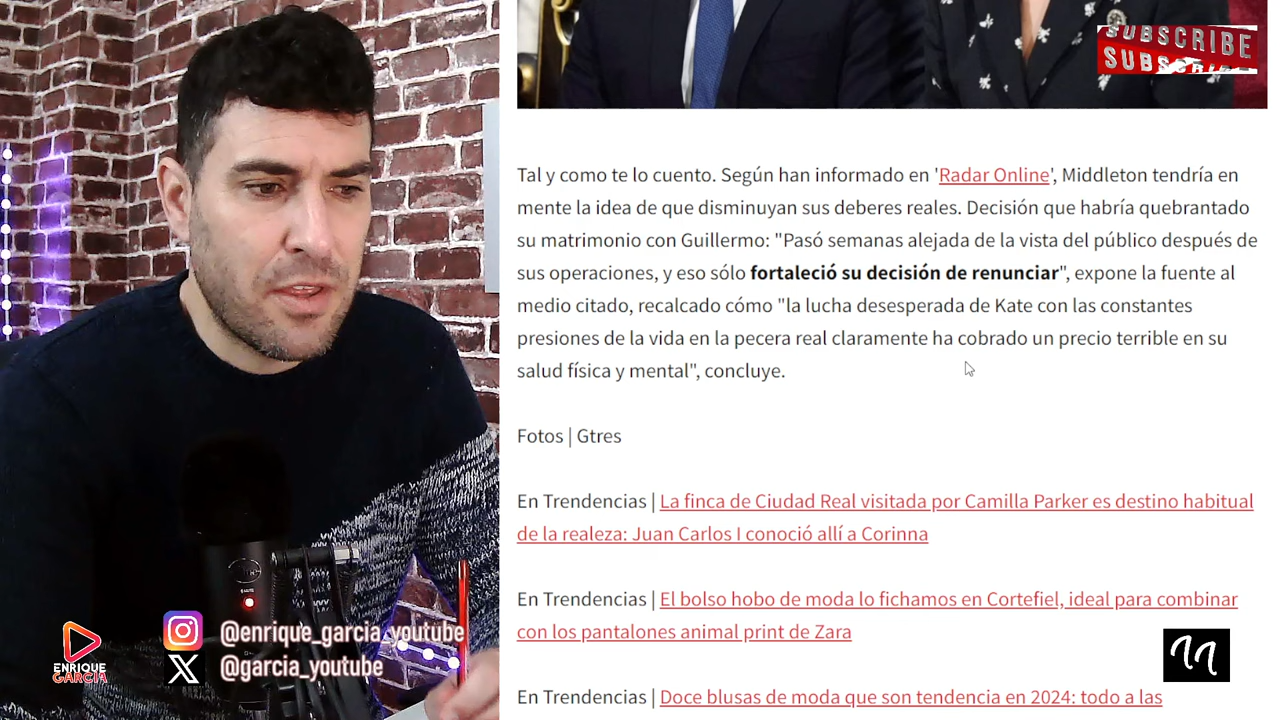 SUBSCRIBE
Tal y como te lo cuento. Según han informado en 'Radar Online', Middleton tendría en
mente la idea de que disminuyan sus deberes reales. Decisión que habría quebrantado
su matrimonio con Guillermo: "Pasó semanas alejada de la vista del público después de
sus operaciones, y eso sólo fortaleció su decisión de renunciar", expone la fuente al
medio citado, recalcado cómo "la lucha desesperada de Kate con las constantes
presiones de la vida en la pecera real claramente ha cobrado un precio terrible en su
salud física y mental", concluye.
Fotos | Gtres
En Trendencias | La finca de Ciudad Real visitada por Camilla Parker es destino habitual
de la realeza: Juan Carlos I conoció allí a Corinna
En Trendencias | El bolso hobo de moda lo fichamos en Cortefiel, ideal para combinar
con los pantalones animal print de Zara
En Trendencias | Doce blusas de moda que son tendencia en 2024: todo a las
ENRIQUE
GARCIA
@enrique_garcia_youtube
@garcia_youtube